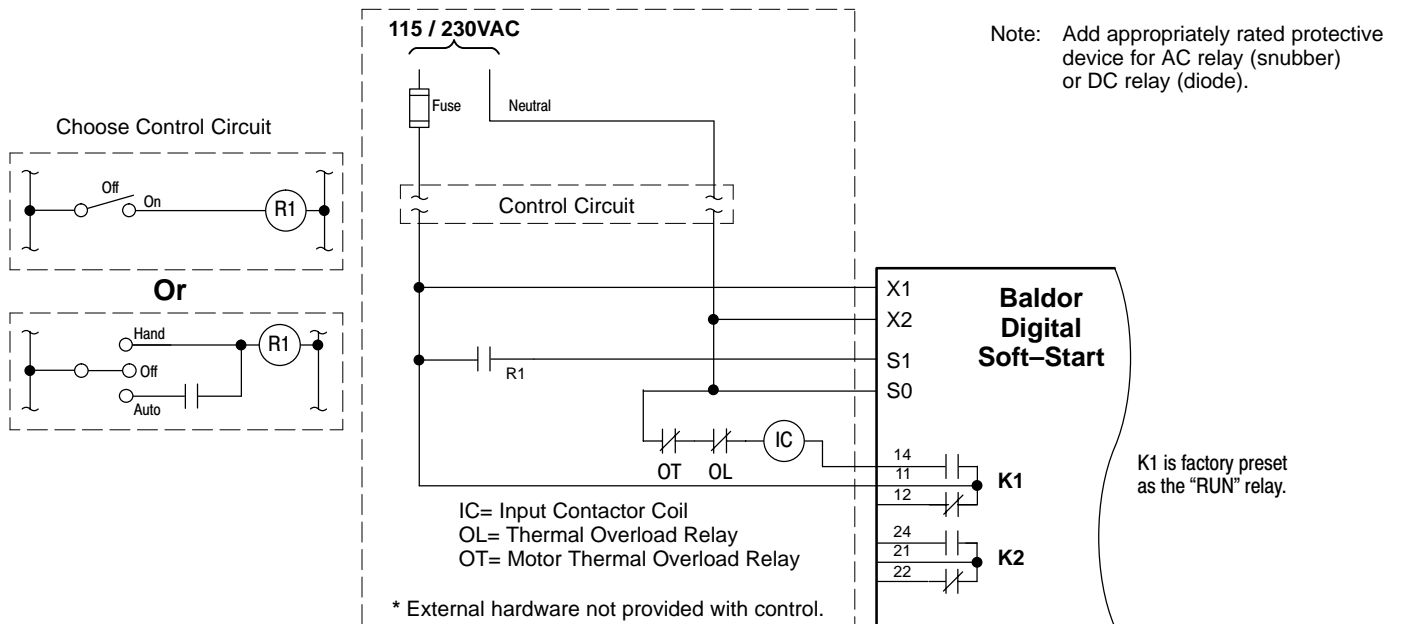 115 / 230VAC
Note: Add appropriately rated protective
device for AC relay (snubber)
or DC relay (diode).
Fuse
Neutral
Choose Control Circuit
Off
On
R1
Control Circuit
Or
Hand
R1
Off
Auto
X1
X2
S1
S0
Baldor
Digital
Soft–Start
R1
IC
OT
OL
14
11
12
K1
K1 is factory preset
as the “RUN” relay.
24
21
22
K2
IC= Input Contactor Coil
OL= Thermal Overload Relay
OT= Motor Thermal Overload Relay
* External hardware not provided with control.